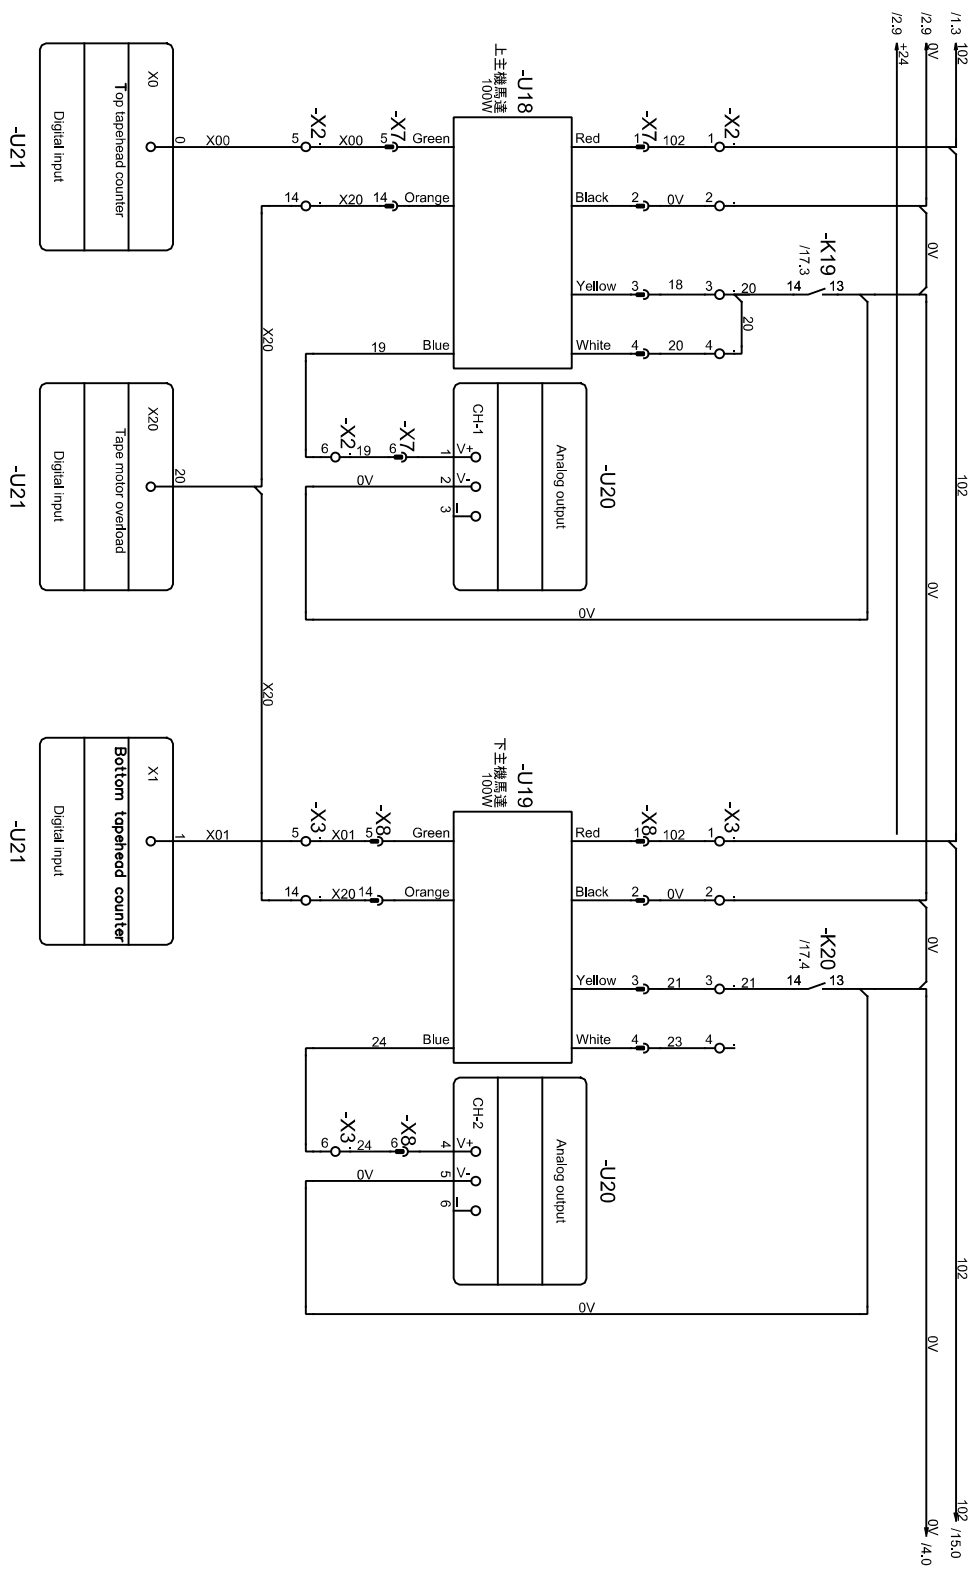 /1.3 102
/2.9 0V
/2.9 +24
102
0V
0V
-U18
上主機馬達
100W
Green
Orange
Blue
Red
Black
Yellow
White
-X7
1 102 1
-X2.
2 0V 2
3 18 3 . 20
4 20 4
20
-K19
/17.3
14 13
-X2.
5 X00 5
-X7
X00
14 X20 14
19
-X2.
6 19 6
-X7
0V
-U20
Analog output
CH-1
V+ 1
V- 2
I 3
0V
X0
0
Top tapehead counter
Digital input
-U21
X20
X20
20
Tape motor overload
Digital input
-U21
X20
-U19
下主機馬達
100W
Green
Orange
Blue
Red
Black
Yellow
White
-X8
1 102 1
-X3.
2 0V 2
3 21 3 . 21
4 23 4 .
-K20
/17.4
14 13
0V
-X3.
5 X01 5
-X8
X01
14 X20 14
24
-X3.
6 24 6
-X8
0V
-U20
Analog output
CH-2
V+ 4
V- 5
I 6
0V
X1
1
Bottom tapehead counter
Digital input
-U21
102
0V
102 /15.0
0V /4.0